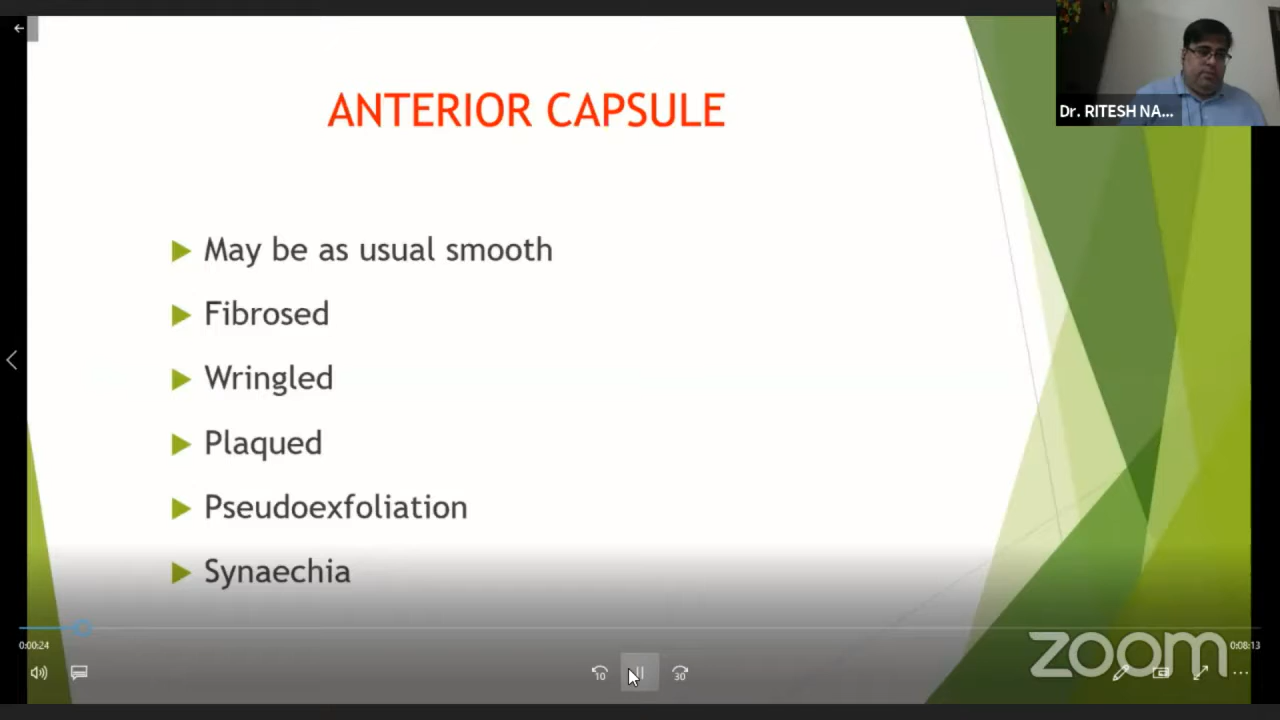 ANTERIOR CAPSULE
Dr. RITESH NA...
May be as usual smooth
Fibrosed
Wringled
Plaqued
Pseudoexfoliation
Synaechia
0:00:24
0:08:13
10
30
zoom